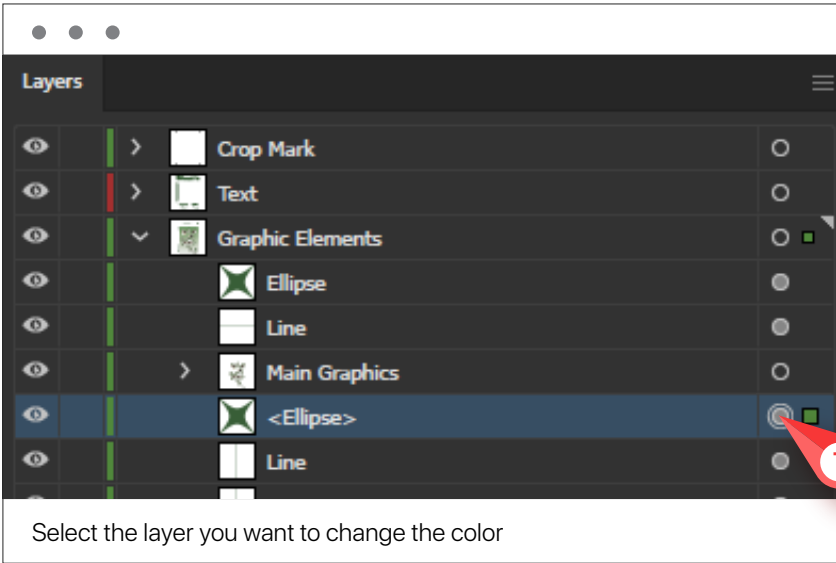 Layers
Crop Mark
Text
Graphic Elements
Ellipse
Line
Main Graphics
<Ellipse>
Line
Select the layer you want to change the color